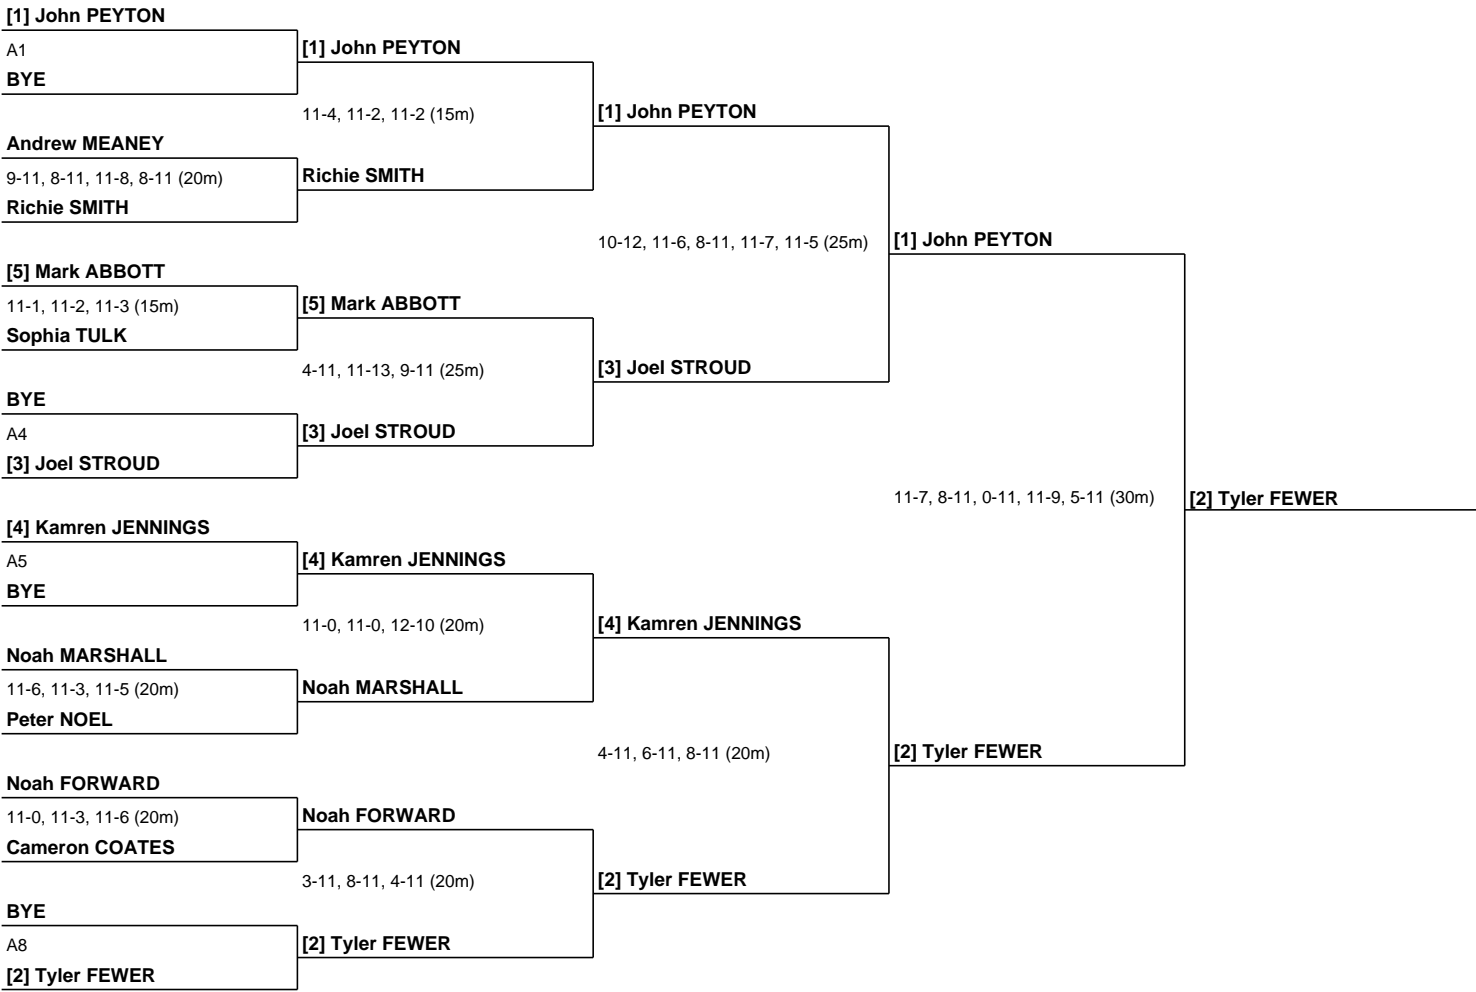 [1] John PEYTON
A1
BYE
Andrew MEANEY
9-11, 8-11, 11-8, 8-11 (20m)
Richie SMITH
[5] Mark ABBOTT
11-1, 11-2, 11-3 (15m)
Sophia TULK
BYE
A4
[3] Joel STROUD
[4] Kamren JENNINGS
A5
BYE
Noah MARSHALL
11-6, 11-3, 11-5 (20m)
Peter NOEL
Noah FORWARD
11-0, 11-3, 11-6 (20m)
Cameron COATES
BYE
A8
[2] Tyler FEWER
[1] John PEYTON
11-4, 11-2, 11-2 (15m)
Richie SMITH
[5] Mark ABBOTT
4-11, 11-13, 9-11 (25m)
[3] Joel STROUD
[4] Kamren JENNINGS
11-0, 11-0, 12-10 (20m)
Noah MARSHALL
Noah FORWARD
3-11, 8-11, 4-11 (20m)
[2] Tyler FEWER
[1] John PEYTON
10-12, 11-6, 8-11, 11-7, 11-5 (25m)
[3] Joel STROUD
[4] Kamren JENNINGS
4-11, 6-11, 8-11 (20m)
[2] Tyler FEWER
[1] John PEYTON
11-7, 8-11, 0-11, 11-9, 5-11 (30m)
[2] Tyler FEWER
[2] Tyler FEWER